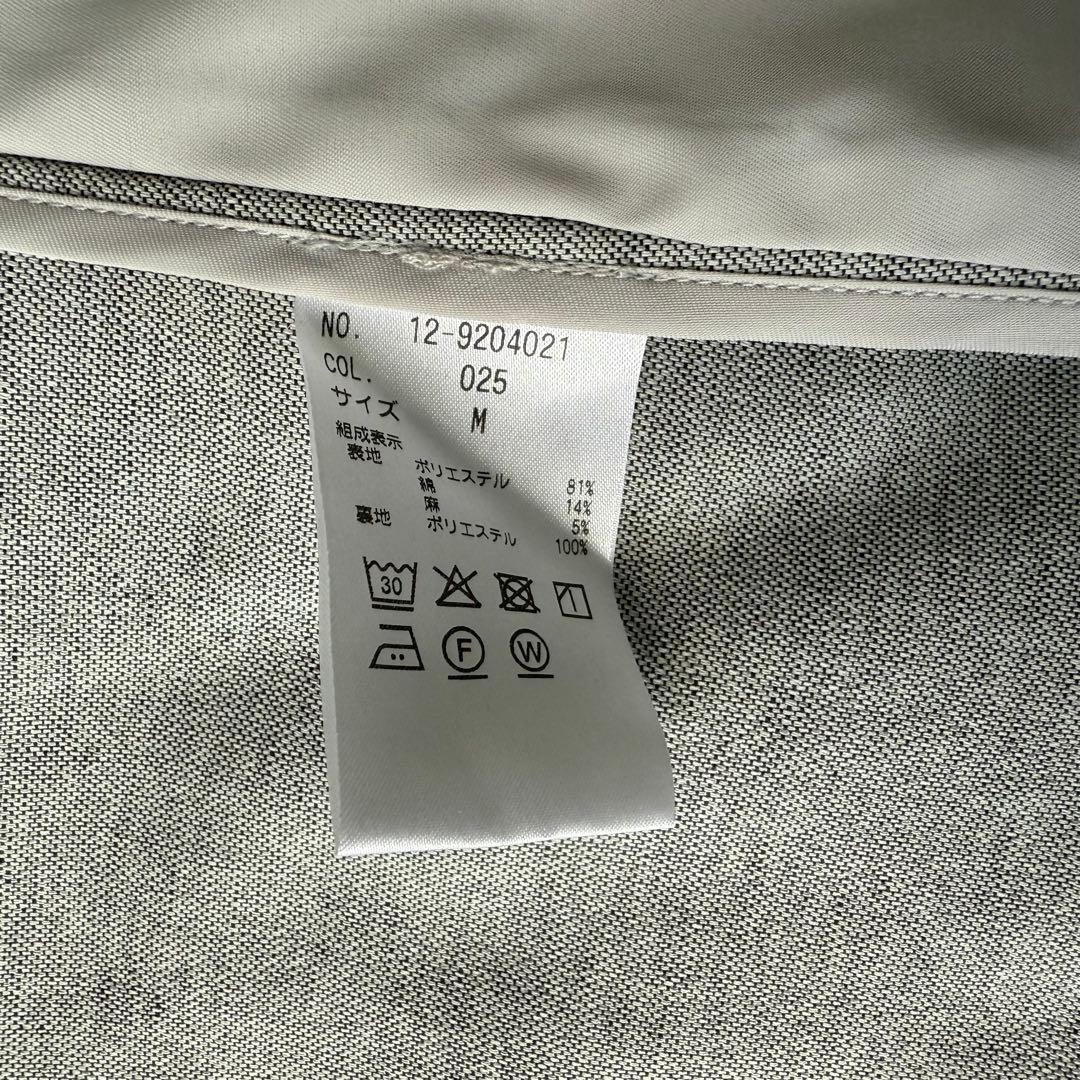 NO. 12-9204021
COL. 025
サイズ M
組成表示
表地 ポリエステル 81%
綿 14%
麻 5%
裏地 ポリエステル 100%
30
F W